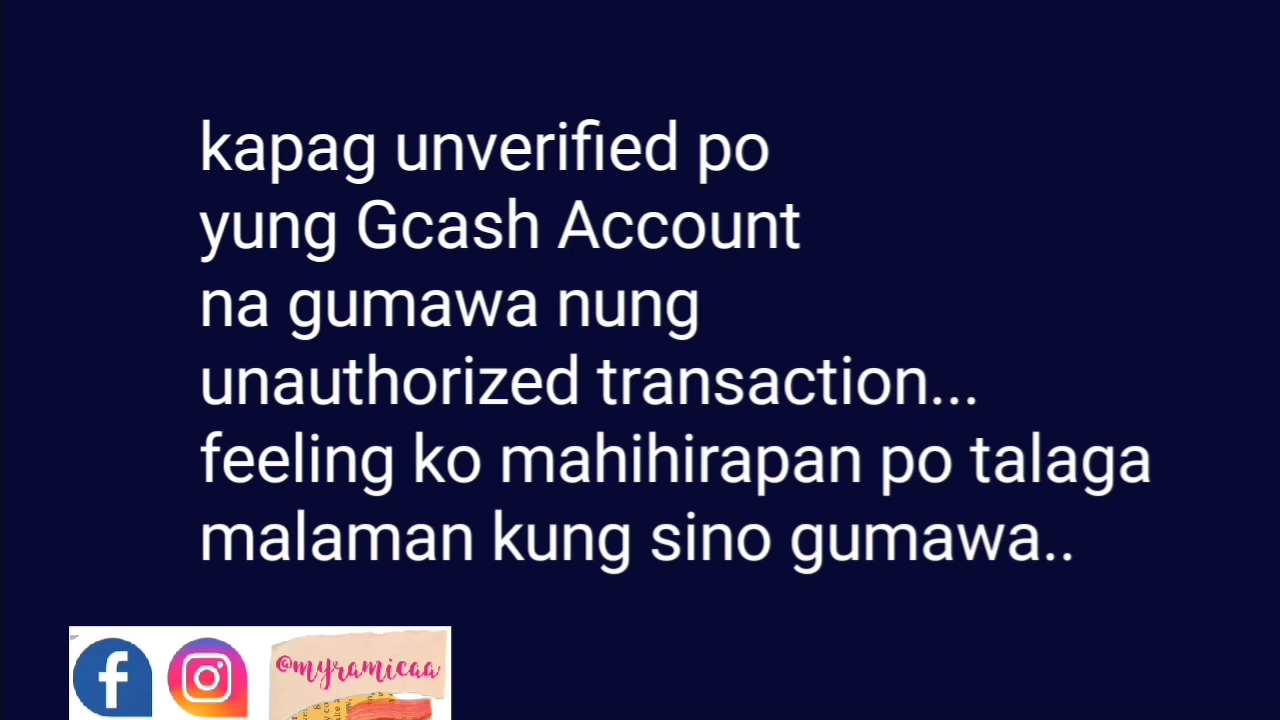 kapag unverified po
yung Gcash Account
na gumawa nung
unauthorized transaction...
feeling ko mahihirapan po talaga
malaman kung sino gumawa..
@myramicaa